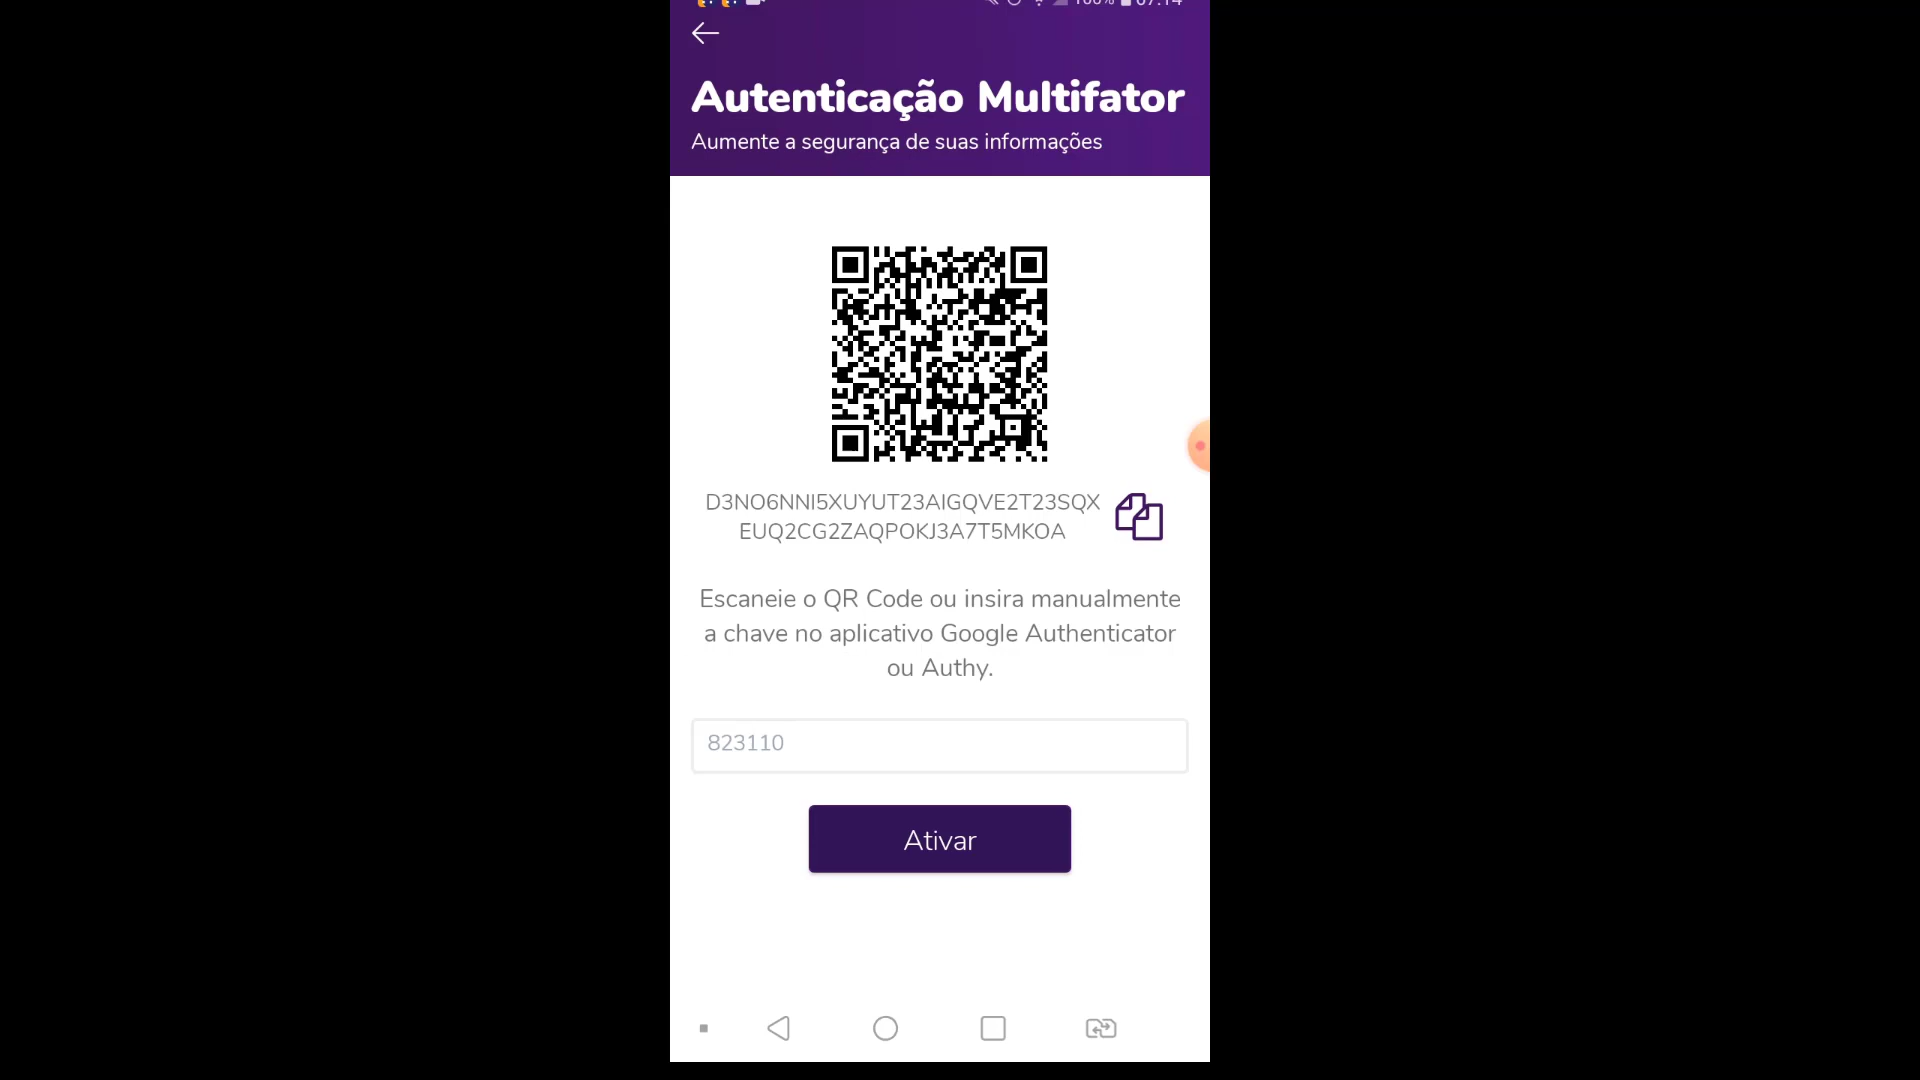 Autenticação Multifator
Aumente a segurança de suas informações
D3NO6NNI5XUYUT23AIGQVE2T23SQX
EUQ2CG2ZAQPOKJ3A7T5MKOA
Escaneie o QR Code ou insira manualmente
a chave no aplicativo Google Authenticator
ou Authy.
823110
Ativar